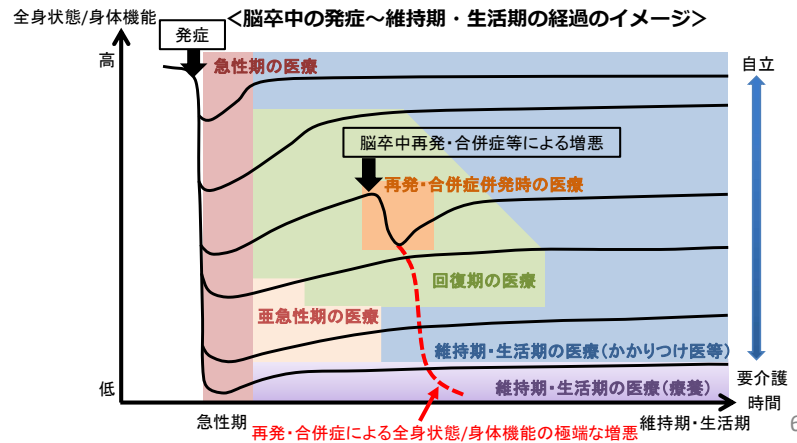 全身状態/身体機能
<脳卒中の発症～維持期・生活期の経過のイメージ>
発症
高
急性期の医療
自立
脳卒中再発・合併症等による増悪
再発・合併症併発時の医療
回復期の医療
亜急性期の医療
維持期・生活期の医療(かかりつけ医等)
低
維持期・生活期の医療(療養)
要介護
時間
急性期
再発・合併症による全身状態/身体機能の極端な増悪
維持期・生活期
6